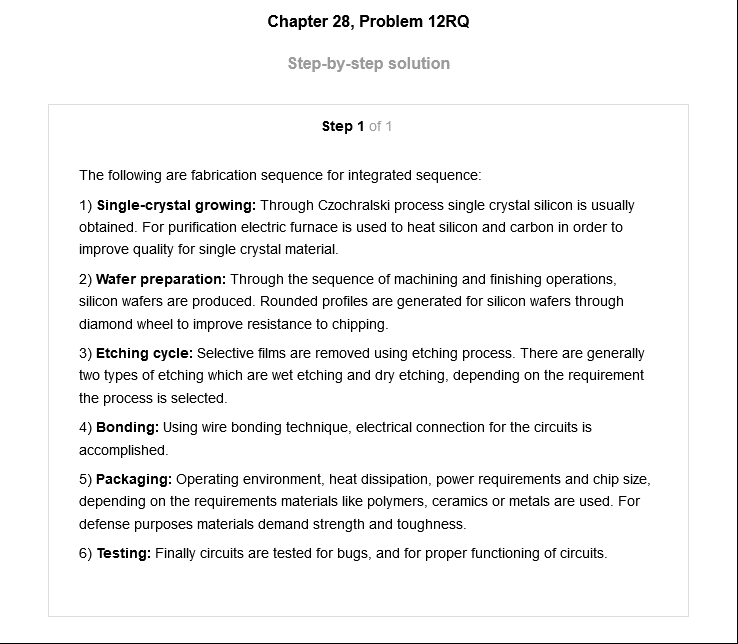 Chapter 28, Problem 12RQ
Step-by-step solution
Step 1 of 1
The following are fabrication sequence for integrated sequence:
1) Single-crystal growing: Through Czochralski process single crystal silicon is usually
obtained. For purification electric furnace is used to heat silicon and carbon in order to
improve quality for single crystal material.
2) Wafer preparation: Through the sequence of machining and finishing operations,
silicon wafers are produced. Rounded profiles are generated for silicon wafers through
diamond wheel to improve resistance to chipping.
3) Etching cycle: Selective films are removed using etching process. There are generally
two types of etching which are wet etching and dry etching, depending on the requirement
the process is selected.
4) Bonding: Using wire bonding technique, electrical connection for the circuits is
accomplished.
5) Packaging: Operating environment, heat dissipation, power requirements and chip size,
depending on the requirements materials like polymers, ceramics or metals are used. For
defense purposes materials demand strength and toughness.
6) Testing: Finally circuits are tested for bugs, and for proper functioning of circuits.